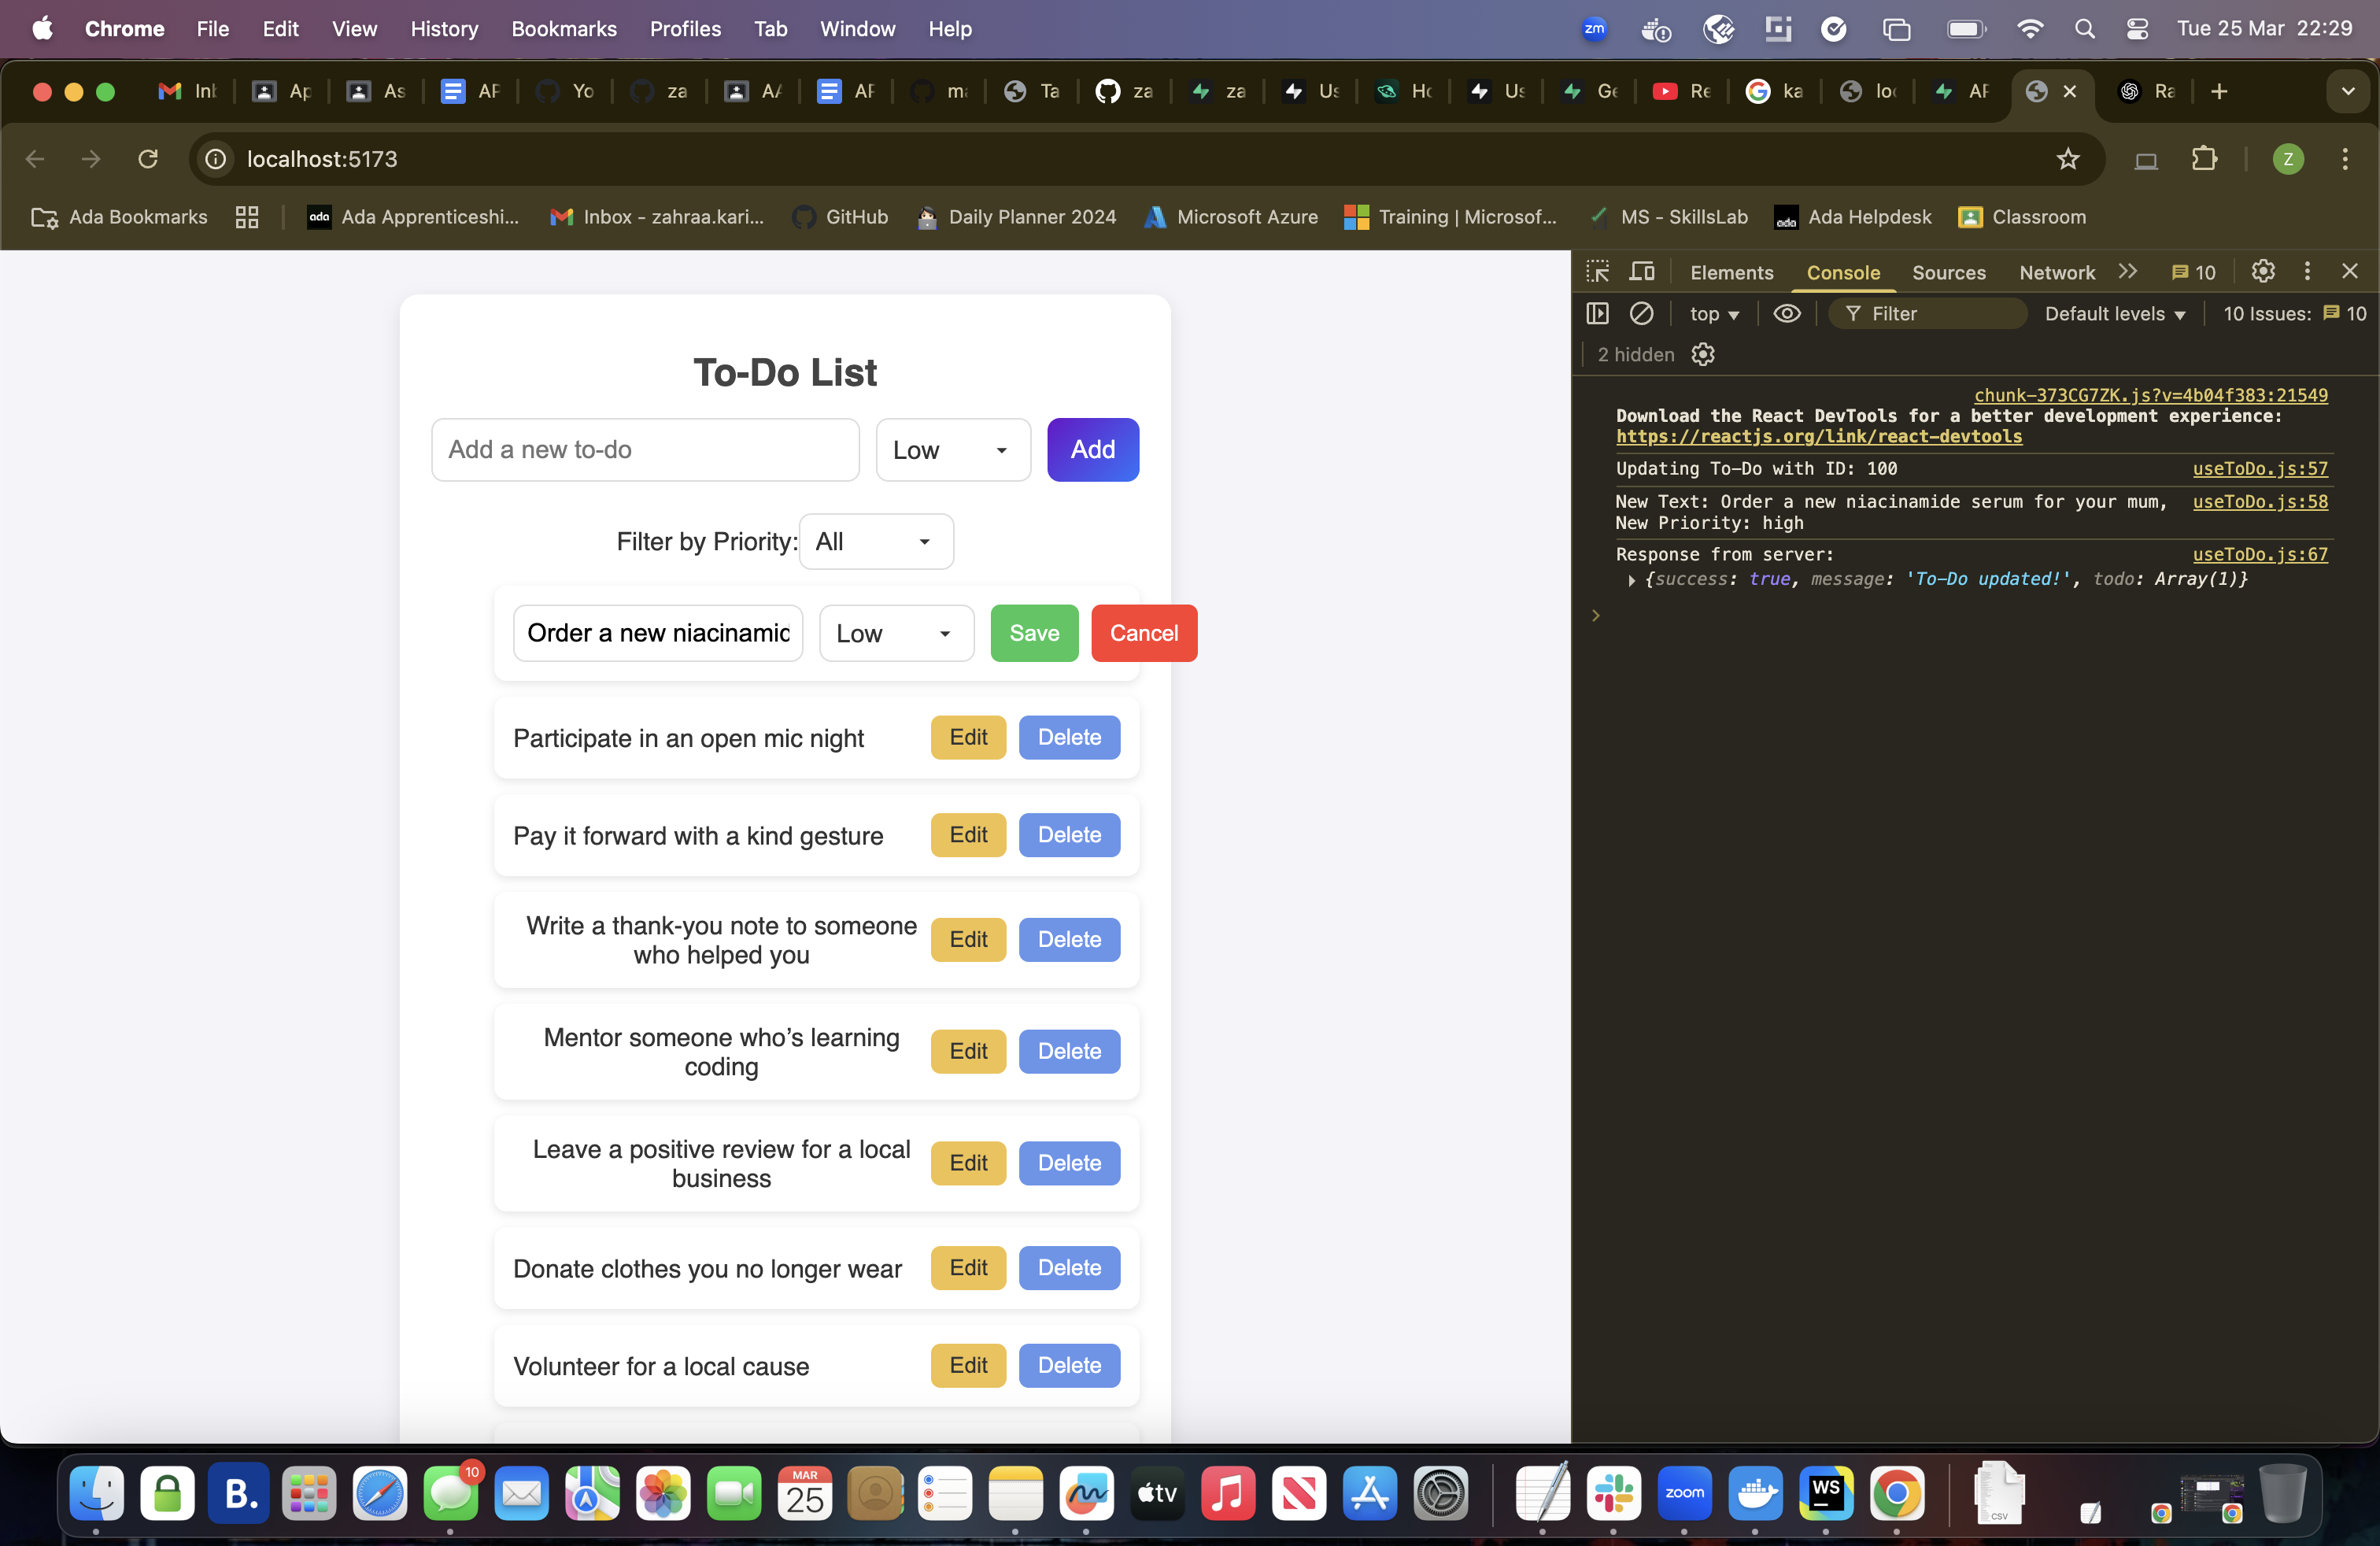 Chrome File Edit View History Bookmarks Profiles Tab Window Help zm Tue 25 Mar 22:29
Inb Ap As AF Yo za AA AF ma Ta za za Us Ho Us Ge Re ka loc AF Ra
localhost:5173 Z
Ada Bookmarks ada Ada Apprenticeshi... Inbox - zahraa.kari... GitHub Daily Planner 2024 Microsoft Azure Training | Microsof... MS - SkillsLab ada Ada Helpdesk Classroom
Elements Console Sources Network 10
top Filter Default levels 10 Issues: 10
2 hidden
chunk-373CG7ZK.js?v=4b04f383:21549
Download the React DevTools for a better development experience:
https://reactjs.org/link/react-devtools
Updating To-Do with ID: 100 useToDo.js:57
New Text: Order a new niacinamide serum for your mum, useToDo.js:58
New Priority: high
Response from server: useToDo.js:67
{success: true, message: 'To-Do updated!', todo: Array(1)}
To-Do List
Add a new to-do Low Add
Filter by Priority: All
Order a new niacinamid Low Save Cancel
Participate in an open mic night Edit Delete
Pay it forward with a kind gesture Edit Delete
Write a thank-you note to someone
who helped you Edit Delete
Mentor someone who’s learning
coding Edit Delete
Leave a positive review for a local
business Edit Delete
Donate clothes you no longer wear Edit Delete
Volunteer for a local cause Edit Delete
B. 10 MAR 25 tv zoom WS CSV